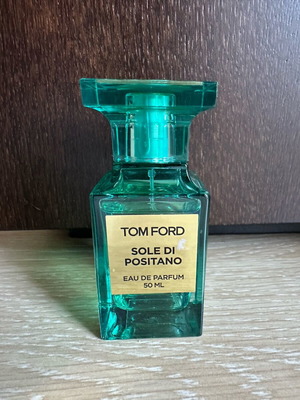 TOM FORD
SOLE DI
POSITANO
EAU DE PARFUM
50 ML